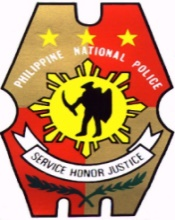 PHILIPPINE NATIONAL POLICE
SERVICE HONOR JUSTICE